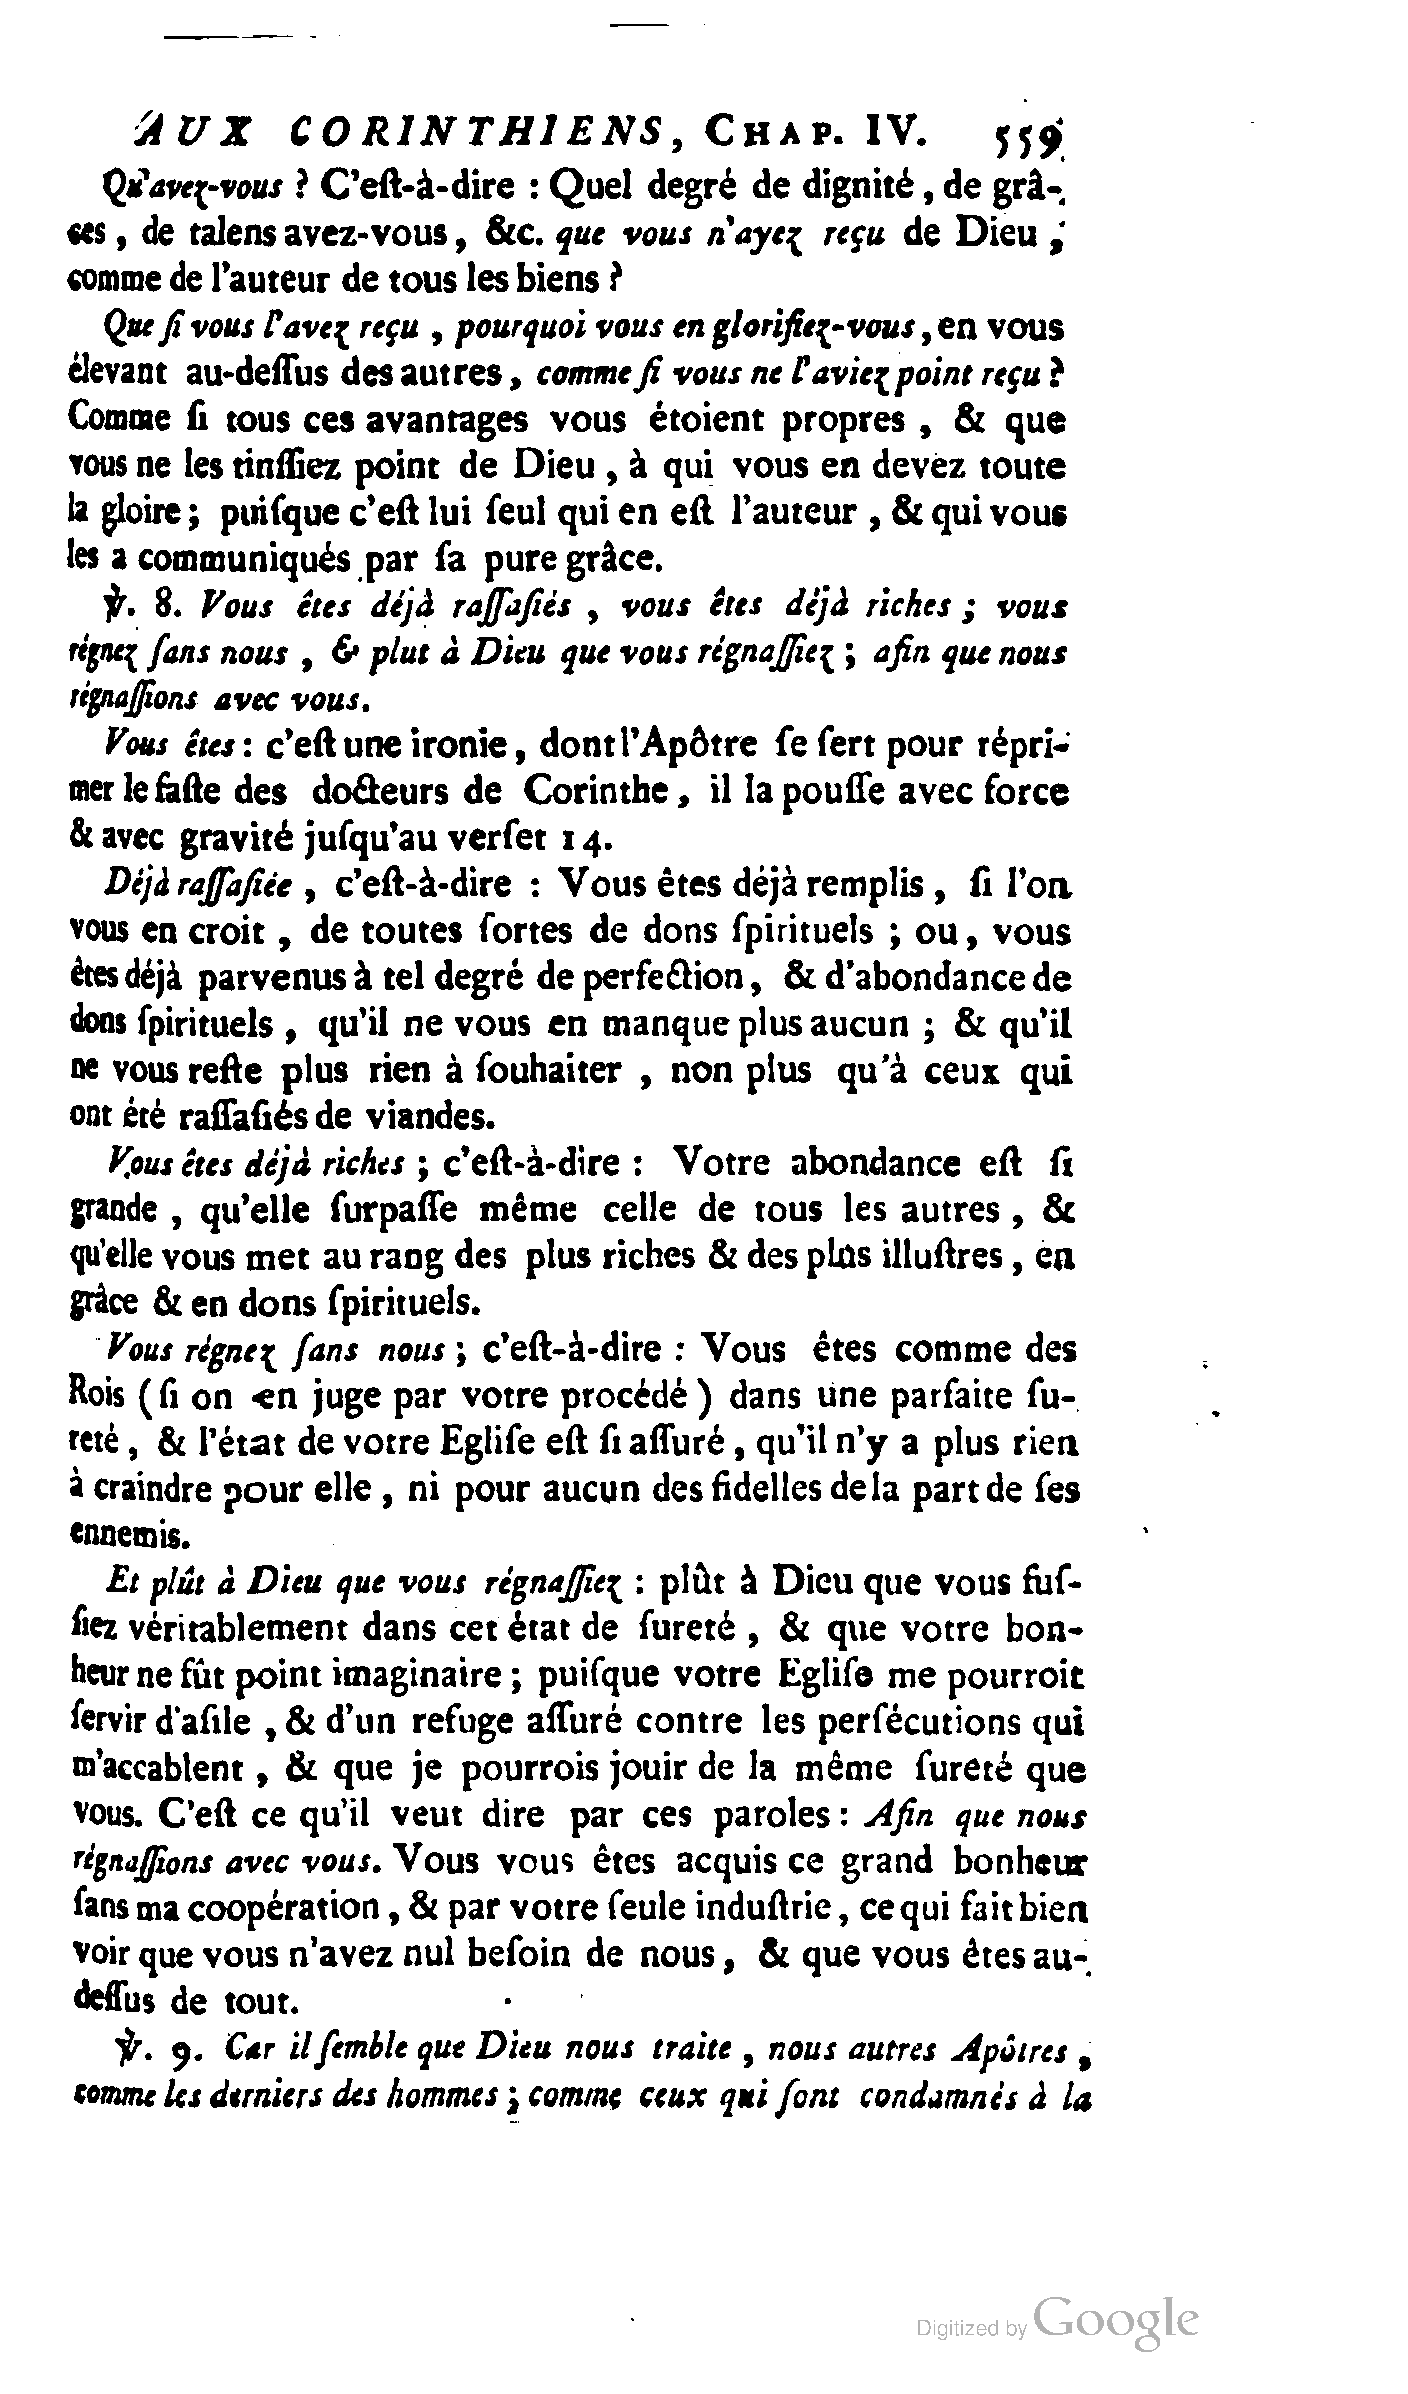 AUX CORINTHIENS, CHAP. IV. 559
Qu'avez-vous ? C'eſt-à-dire : Quel degré de dignité, de grâ-
ces, de talens avez-vous, &c. que vous n'ayez reçu de Dieu,
comme de l'auteur de tous les biens ?
Que ſi vous l'avez reçu, pourquoi vous en glorifiez-vous, en vous
élevant au-deſſus des autres, comme ſi vous ne l'aviez point reçu ?
Comme ſi tous ces avantages vous étoient propres, & que
vous ne les tinſſiez point de Dieu, à qui vous en devez toute
la gloire; puiſque c'eſt lui ſeul qui en eſt l'auteur, & qui vous
les a communiqués par ſa pure grâce.
℣. 8. Vous êtes déjà raſſaſiés, vous êtes déjà riches; vous
régnez ſans nous, & plut à Dieu que vous régnaſſiez; afin que nous
régnaſſions avec vous.
Vous êtes: c'eſt une ironie, dont l'Apôtre ſe ſert pour répri-
mer le faſte des docteurs de Corinthe, il la pouſſe avec force
& avec gravité juſqu'au verſet 14.
Déjà raſſaſiée, c'eſt-à-dire : Vous êtes déjà remplis, ſi l'on
vous en croit, de toutes ſortes de dons ſpirituels; ou, vous
êtes déjà parvenus à tel degré de perfection, & d'abondance de
dons ſpirituels, qu'il ne vous en manque plus aucun; & qu'il
ne vous reſte plus rien à ſouhaiter, non plus qu'à ceux qui
ont été raſſaſiés de viandes.
Vous êtes déjà riches; c'eſt-à-dire : Votre abondance eſt ſi
grande, qu'elle ſurpaſſe même celle de tous les autres, &
qu'elle vous met au rang des plus riches & des plus illuſtres, en
grâce & en dons ſpirituels.
Vous régnez ſans nous; c'eſt-à-dire : Vous êtes comme des
Rois (ſi on en juge par votre procédé) dans une parfaite ſu-
reté, & l'état de votre Egliſe eſt ſi aſſuré, qu'il n'y a plus rien
à craindre pour elle, ni pour aucun des fidelles de la part de ſes
ennemis.
Et plût à Dieu que vous régnaſſiez : plût à Dieu que vous fuſ-
ſiez véritablement dans cet état de ſureté, & que votre bon-
heur ne fût point imaginaire; puiſque votre Egliſe me pourroit
ſervir d'aſile, & d'un refuge aſſuré contre les perſécutions qui
m'accablent, & que je pourrois jouir de la même ſureté que
vous. C'eſt ce qu'il veut dire par ces paroles : Afin que nous
régnaſſions avec vous. Vous vous êtes acquis ce grand bonheur
ſans ma coopération, & par votre ſeule induſtrie, ce qui fait bien
voir que vous n'avez nul beſoin de nous, & que vous êtes au-
deſſus de tout.
℣. 9. Car il ſemble que Dieu nous traite, nous autres Apôtres,
comme les derniers des hommes; comme ceux qui ſont condamnés à la
Digitized by Google